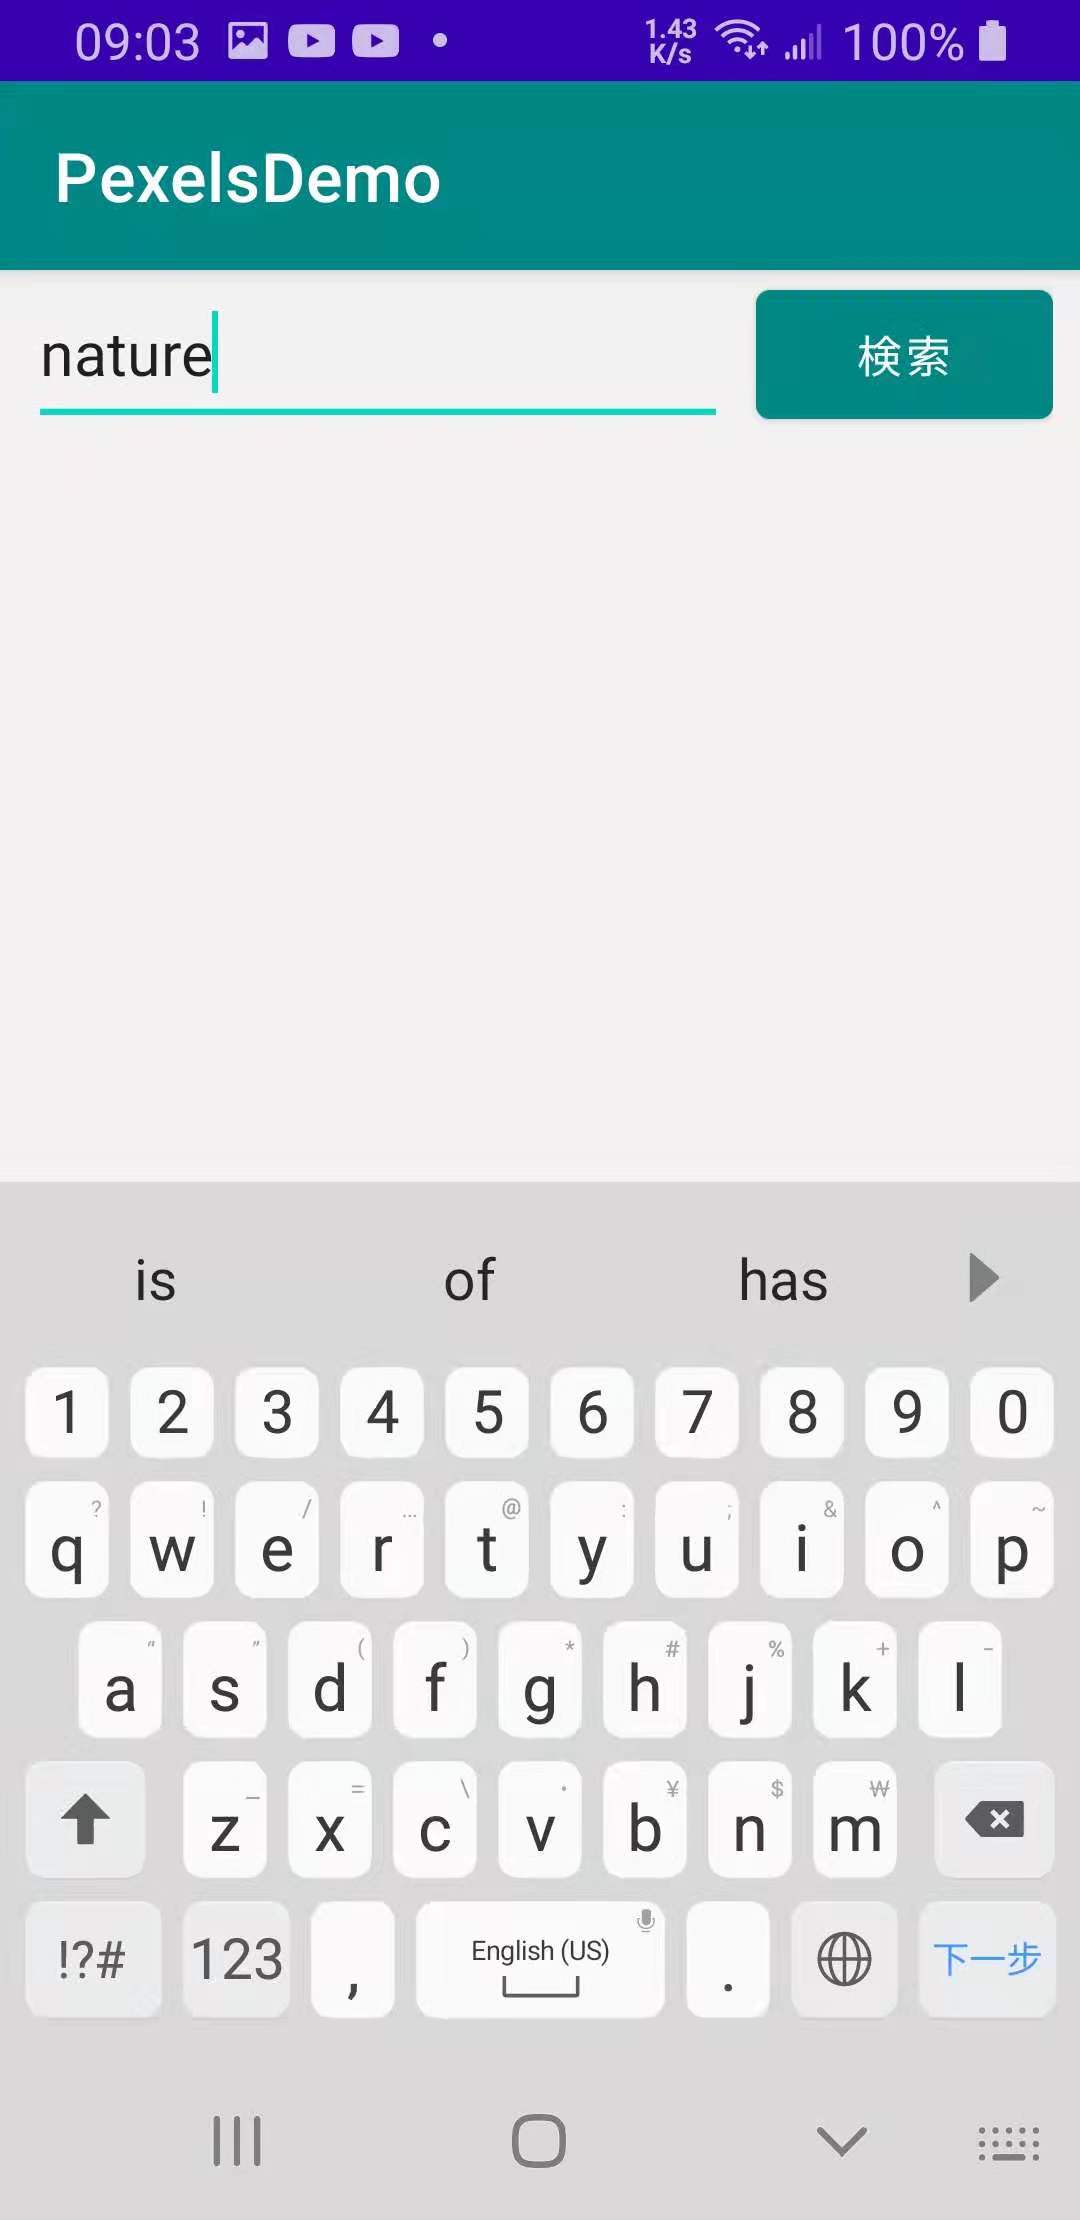 09:03 1.43 K/s 100%
PexelsDemo
nature 検索
is of has
1 2 3 4 5 6 7 8 9 0
? ! / ... @ : ; & ^ ~
q w e r t y u i o p
“ ” ( ) * # % + -
a s d f g h j k l
_ = \ · ¥ $ ₩
z x c v b n m
!?# 123 , English (US) . 下一步